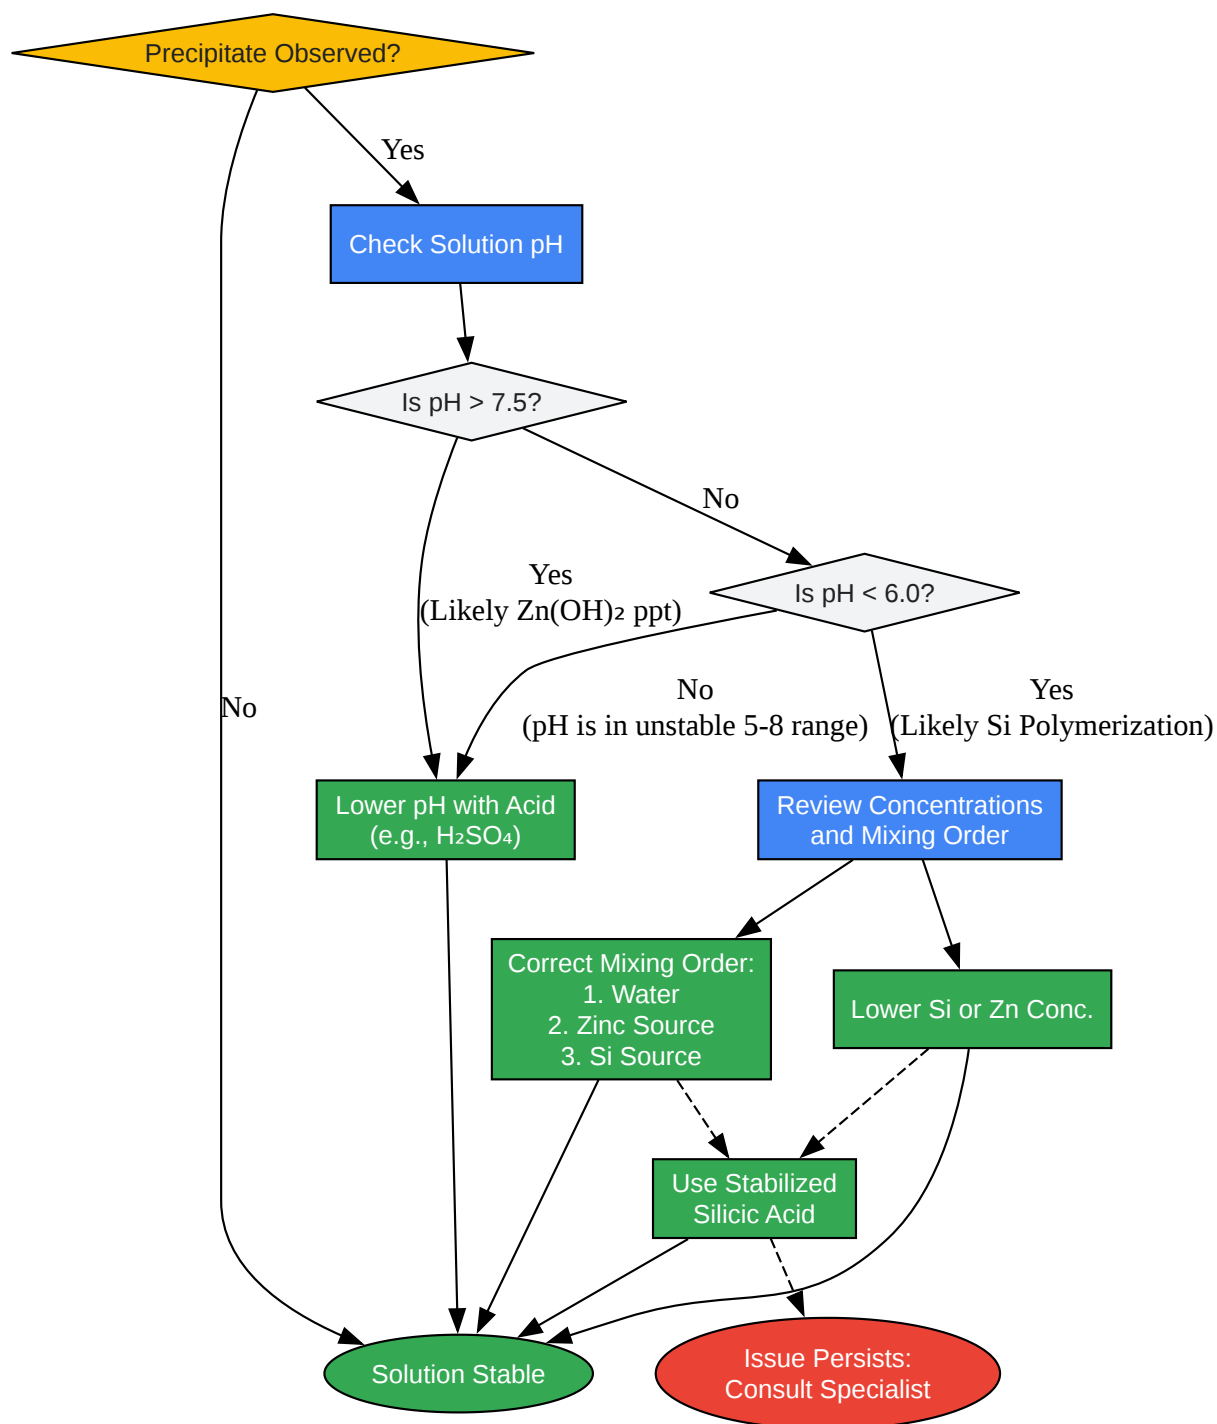 Precipitate Observed?
Yes
Check Solution pH
Is pH > 7.5?
No
Is pH < 6.0?
Yes
(Likely Zn(OH)₂ ppt)
No
(pH is in unstable 5-8 range)
Yes
(Likely Si Polymerization)
No
Lower pH with Acid
(e.g., H₂SO₄)
Review Concentrations
and Mixing Order
Correct Mixing Order:
1. Water
2. Zinc Source
3. Si Source
Lower Si or Zn Conc.
Use Stabilized
Silicic Acid
Solution Stable
Issue Persists:
Consult Specialist